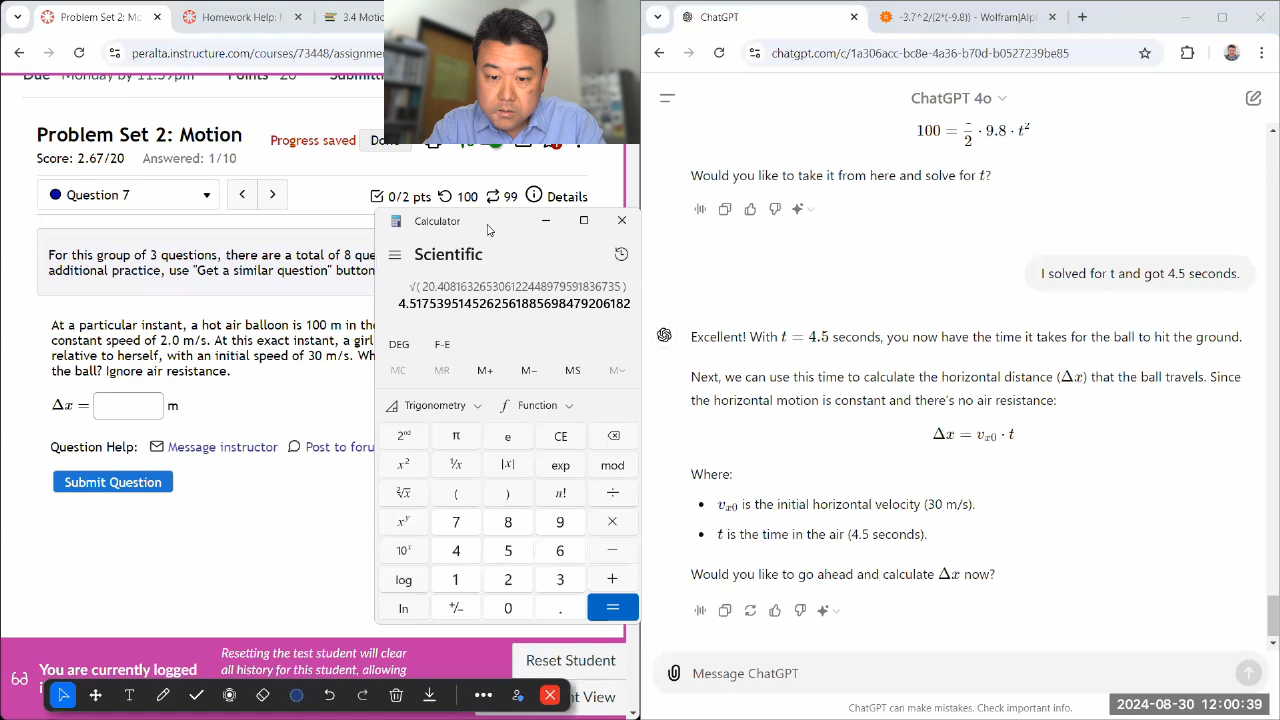 Problem Set 2: Mo
Homework Help: 
3.4 Motio
peralta.instructure.com/courses/73448/assignme
Due Monday by 11:59pm Points 20 Submittin
Problem Set 2: Motion
Progress saved
Score: 2.67/20 Answered: 1/10
Question 7
0/2 pts 100 99 Details
For this group of 3 questions, there are a total of 8 que
additional practice, use "Get a similar question" button
At a particular instant, a hot air balloon is 100 m in the
constant speed of 2.0 m/s. At this exact instant, a girl
relative to herself, with an initial speed of 30 m/s. Wh
the ball? Ignore air resistance.
Δx = m
Question Help: Message instructor Post to foru
Submit Question
You are currently logged
Resetting the test student will clear
all history for this student, allowing
Reset Student
nt View
Calculator
Scientific
4.5175395145262561885698479206182
DEG F-E
MC MR M+ M− MS M˅
Trigonometry Function
2nd π e CE
x² ¹/x |x| exp mod
²√x ( ) n! ÷
xʸ 7 8 9 ×
10ˣ 4 5 6 −
log 1 2 3 +
ln +/− 0 . =
ChatGPT
-3.7^2/(2*(-9.8)) - Wolfram|Alp
chatgpt.com/c/1a306acc-bc8e-4a36-b70d-b0527239be85
ChatGPT 4o
100 = -/2 · 9.8 · t²
Would you like to take it from here and solve for t?
I solved for t and got 4.5 seconds.
Excellent! With t = 4.5 seconds, you now have the time it takes for the ball to hit the ground.
Next, we can use this time to calculate the horizontal distance (Δx) that the ball travels. Since
the horizontal motion is constant and there's no air resistance:
Δx = vx0 · t
Where:
• vx0 is the initial horizontal velocity (30 m/s).
• t is the time in the air (4.5 seconds).
Would you like to go ahead and calculate Δx now?
Message ChatGPT
ChatGPT can make mistakes. Check important info.
2024-08-30 12:00:39